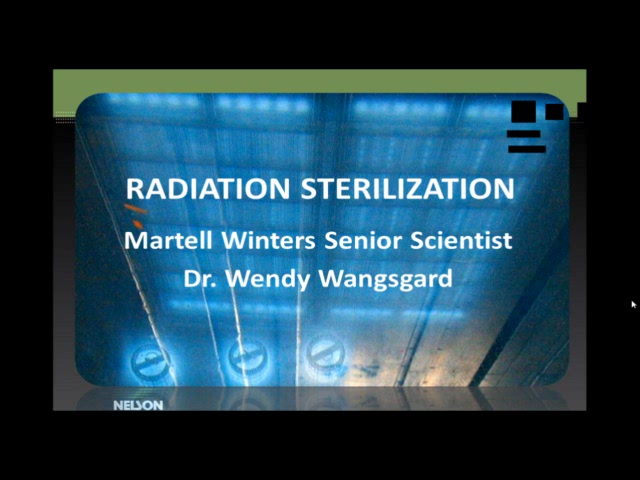 RADIATION STERILIZATION
Martell Winters Senior Scientist
Dr. Wendy Wangsgard
NELSON